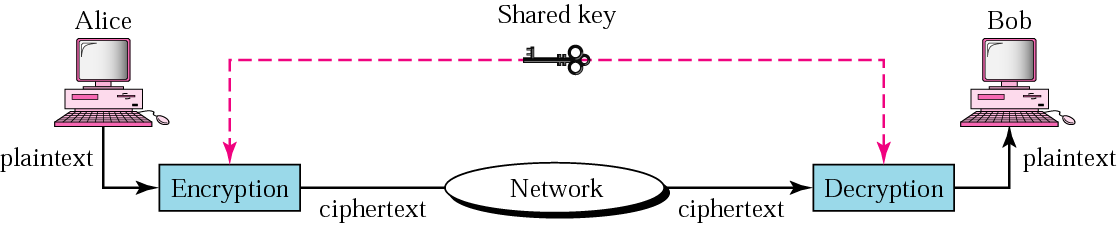 Alice
Shared key
Bob
plaintext
plaintext
Encryption
Network
Decryption
ciphertext
ciphertext